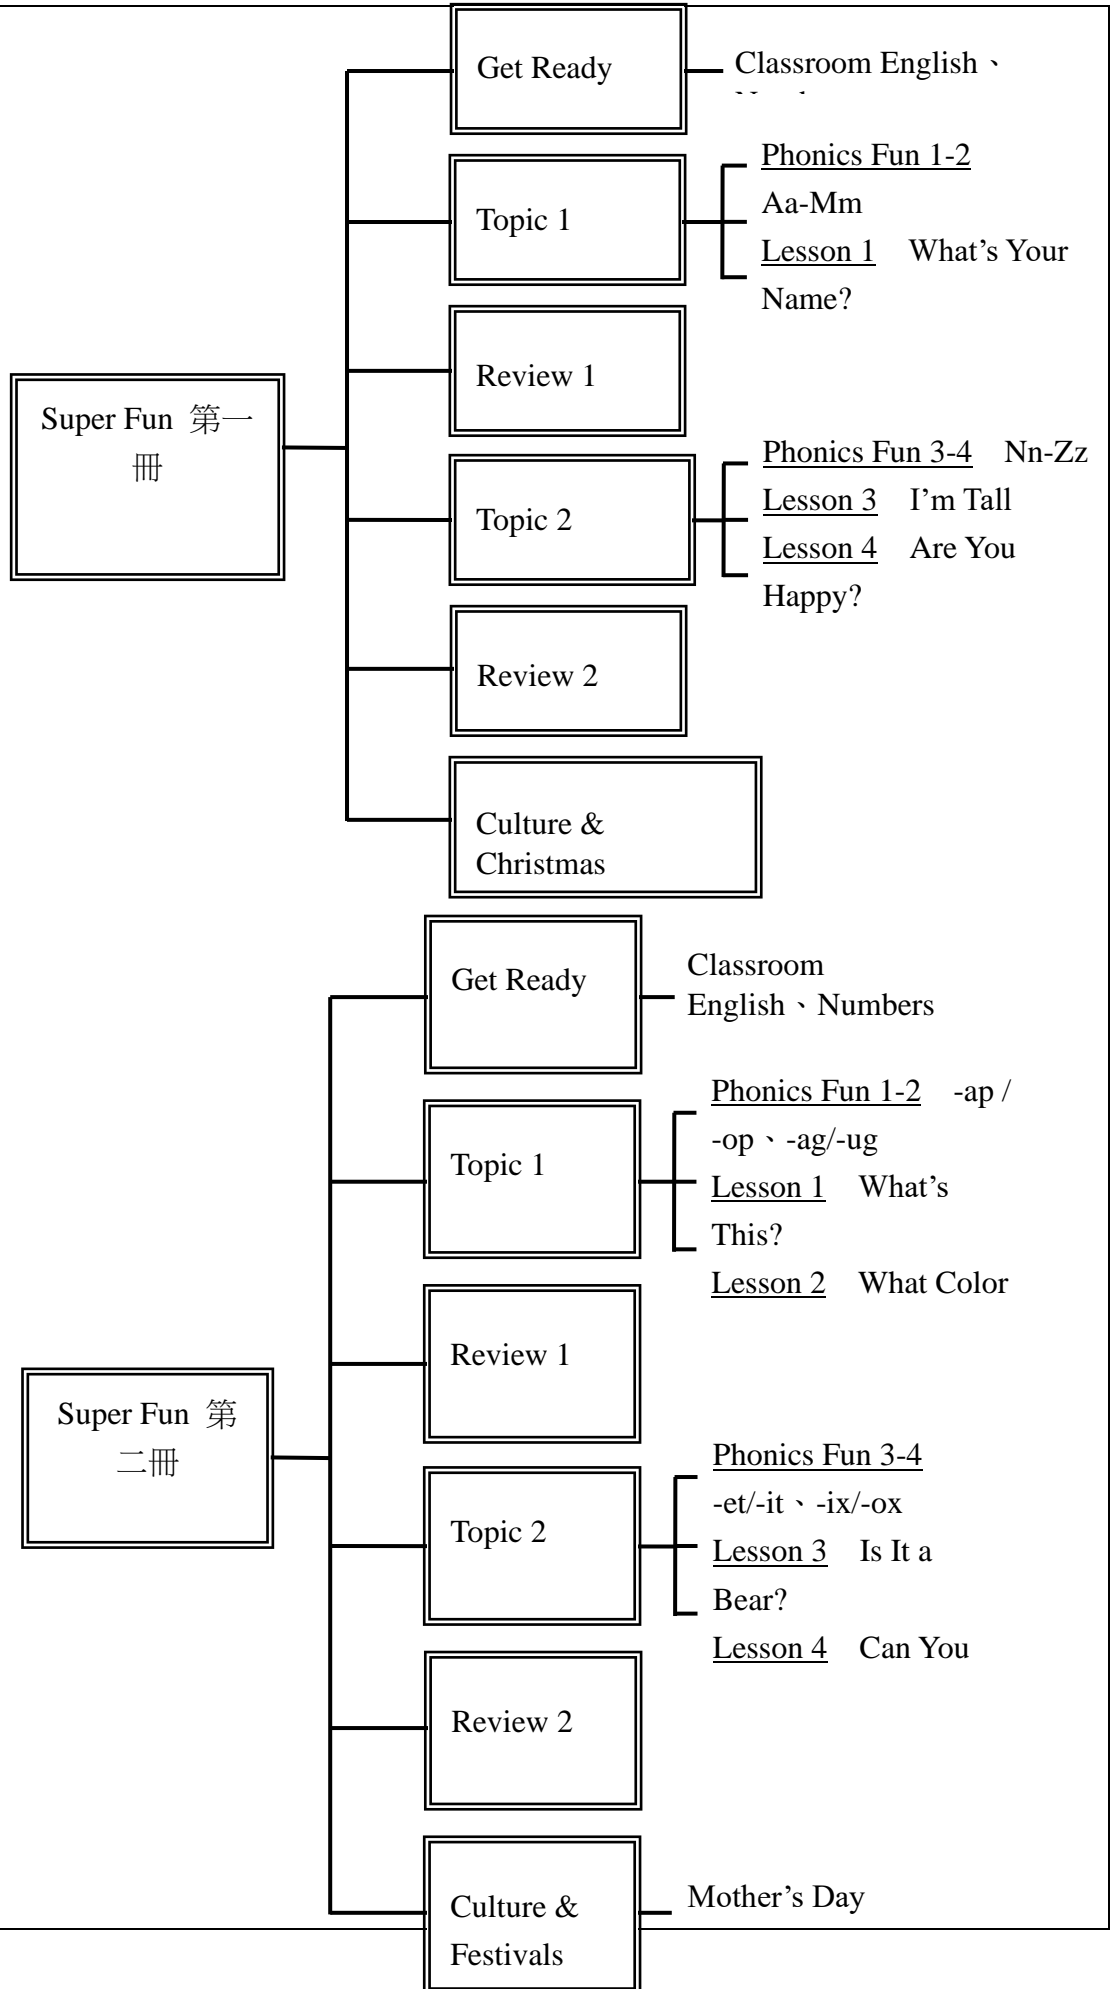 Get Ready
Classroom English、
Topic 1
Phonics Fun 1-2
Aa-Mm
Lesson 1 What’s Your
Name?
Review 1
Super Fun 第一
冊
Topic 2
Phonics Fun 3-4 Nn-Zz
Lesson 3 I’m Tall
Lesson 4 Are You
Happy?
Review 2
Culture &
Christmas
Get Ready
Classroom
English、Numbers
Topic 1
Phonics Fun 1-2 -ap /
-op、-ag/-ug
Lesson 1 What’s
This?
Lesson 2 What Color
Review 1
Super Fun 第
二冊
Topic 2
Phonics Fun 3-4
-et/-it、-ix/-ox
Lesson 3 Is It a
Bear?
Lesson 4 Can You
Review 2
Culture &
Festivals
Mother’s Day